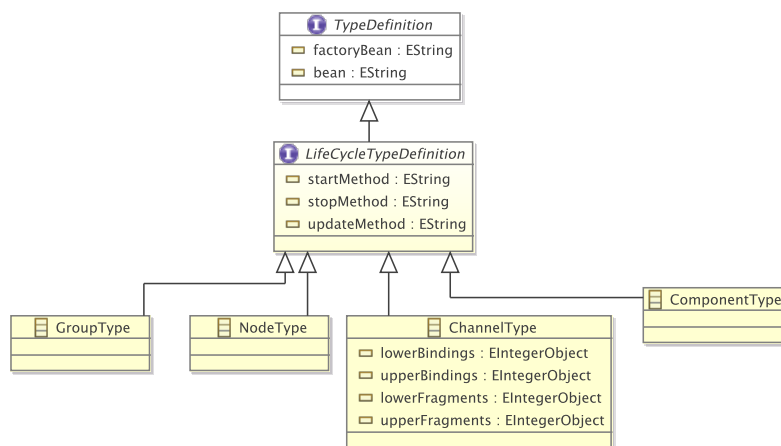 TypeDefinition
factoryBean : EString
bean : EString
LifeCycleTypeDefinition
startMethod : EString
stopMethod : EString
updateMethod : EString
GroupType
NodeType
ChannelType
lowerBindings : EIntegerObject
upperBindings : EIntegerObject
lowerFragments : EIntegerObject
upperFragments : EIntegerObject
ComponentType